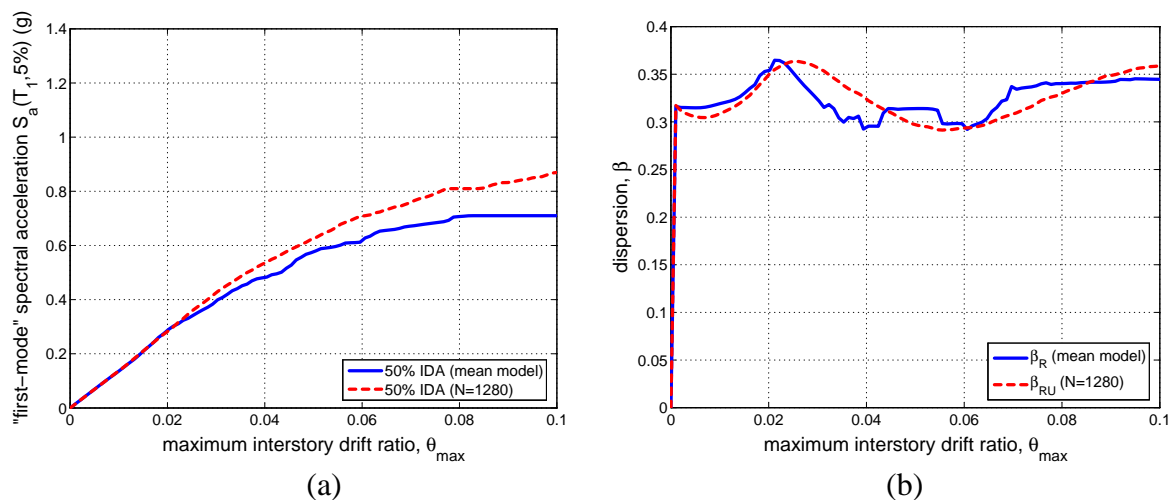 "first-mode" spectral acceleration S_a(T_1,5%) (g)
1.4
1.2
1
0.8
0.6
0.4
0.2
0
0 0.02 0.04 0.06 0.08 0.1
maximum interstory drift ratio, θ_max
50% IDA (mean model)
50% IDA (N=1280)
(a)
dispersion, β
0.4
0.35
0.3
0.25
0.2
0.15
0.1
0.05
0
0 0.02 0.04 0.06 0.08 0.1
maximum interstory drift ratio, θ_max
β_R (mean model)
β_RU (N=1280)
(b)